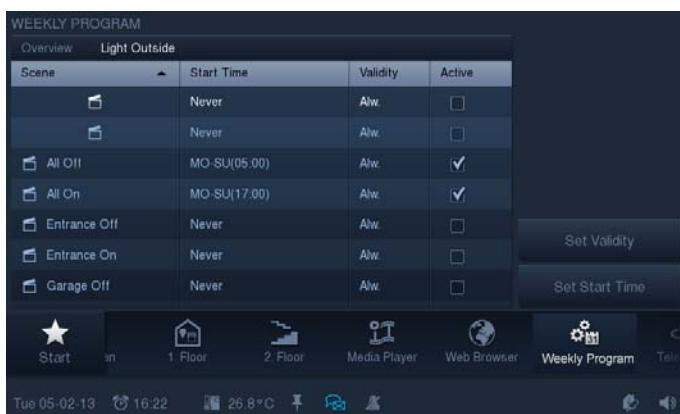 WEEKLY PROGRAM
Overview Light Outside
Scene Start Time Validity Active
Never Alw.
Never Alw.
All Off MO-SU(05:00) Alw.
All On MO-SU(17:00) Alw.
Entrance Off Never Alw.
Entrance On Never Alw.
Set Validity
Garage Off Never Alw.
Set Start Time
31
Start 1. Floor 2. Floor Media Player Web Browser Weekly Program
Tue 05-02-13 16:22 26.8°C